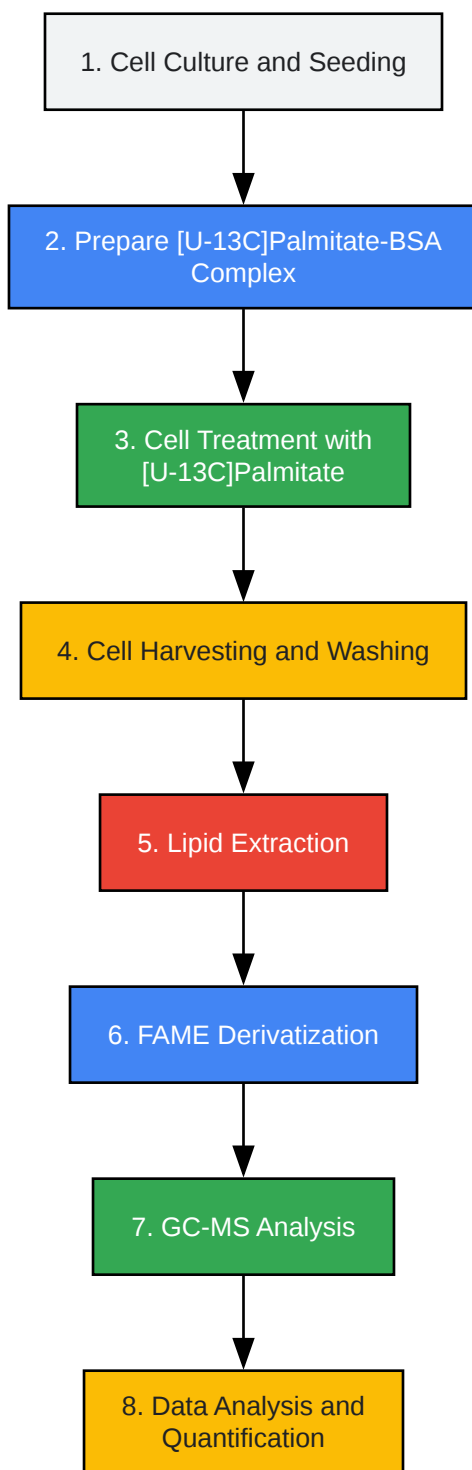 1. Cell Culture and Seeding
2. Prepare [U-13C]Palmitate-BSA
Complex
3. Cell Treatment with
[U-13C]Palmitate
4. Cell Harvesting and Washing
5. Lipid Extraction
6. FAME Derivatization
7. GC-MS Analysis
8. Data Analysis and
Quantification